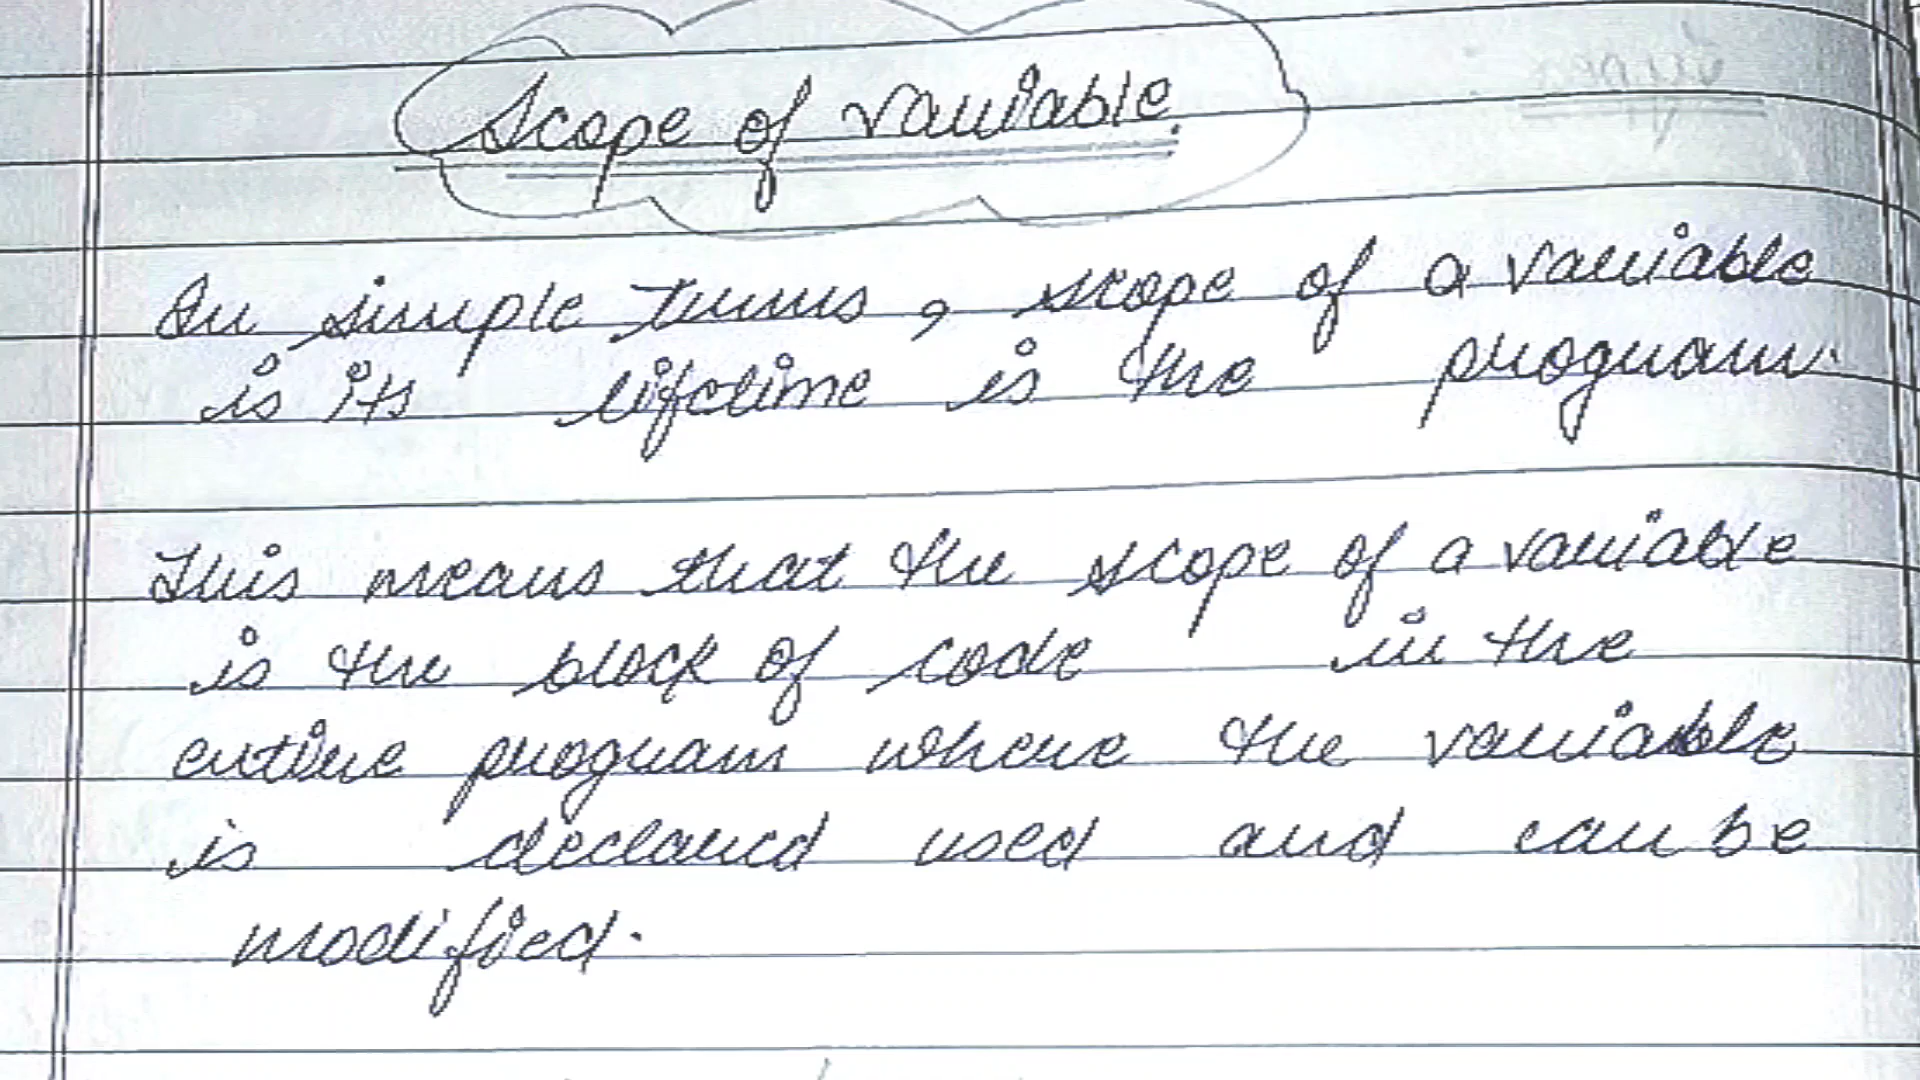 Scope of variable.
In simple terms, scope of a variable
is its lifetime is the program.
This means that the scope of a variable
is the block of code in the
entire program where the variable
is declared used and can be
modified.